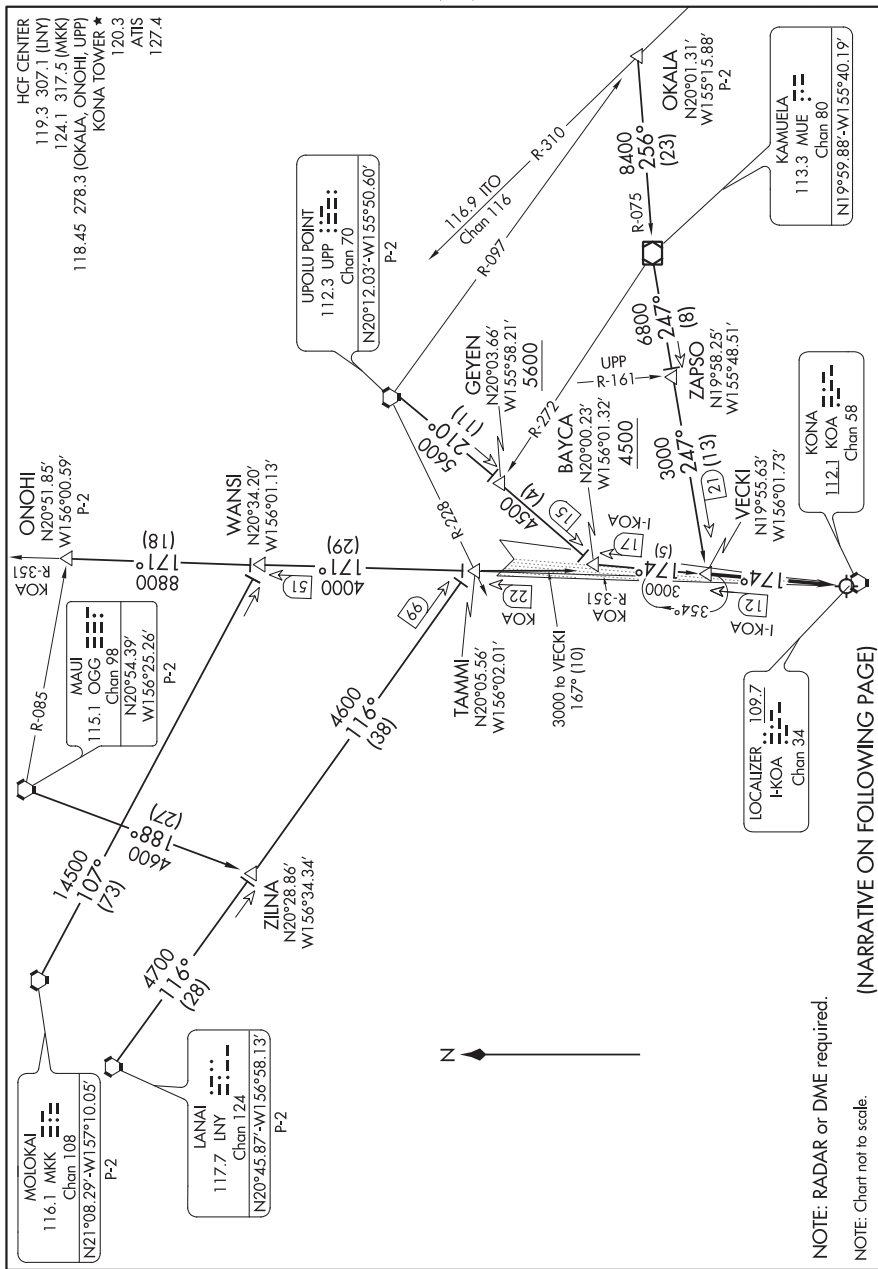 HCF CENTER
119.3 307.1 (LNY)
124.1 317.5 (MKK)
118.45 278.3 (OKALA, ONOHI, UPP)
KONA TOWER ★
120.3
ATIS
127.4
MOLOKAI
116.1 MKK
Chan 108
N21°08.29′-W157°10.05′
P-2
14500
107°
(73)
LANAI
117.7 LNY
Chan 124
N20°45.87′-W156°58.13′
P-2
4700
116°
(28)
MAUI
115.1 OGG
Chan 98
N20°54.39′
W156°25.26′
P-2
R-085
4600
188°
(27)
ZILNA
N20°28.86′
W156°34.34′
4600
116°
(38)
66
ONOHI
N20°51.85′
W156°00.59′
P-2
KOA
R-351
8800
171°
(18)
WANSI
N20°34.20′
W156°01.13′
51
4000
171°
(29)
TAMMI
N20°05.56′
W156°02.01′
22
KOA
3000 to VECKI
167° (10)
UPOLU POINT
112.3 UPP
Chan 70
N20°12.03′-W155°50.60′
P-2
R-228
R-097
116.9 ITO
Chan 116
R-310
5600
210°
(11)
GEYEN
N20°03.66′
W155°58.21′
5600
4500
(4)
15
R-272
BAYCA
N20°00.23′
W156°01.32′
4500
17
I-KOA
KOA
R-351
174°
3000
(5)
354°
OKALA
N20°01.31′
W155°15.88′
P-2
8400
256°
(23)
R-075
KAMUELA
113.3 MUE
Chan 80
N19°59.88′-W155°40.19′
6800
247°
(8)
UPP
R-161
ZAPSO
N19°58.25′
W155°48.51′
3000
247°
(13)
21
VECKI
N19°55.63′
W156°01.73′
12
I-KOA
174°
KONA
112.1 KOA
Chan 58
LOCALIZER 109.7
I-KOA
Chan 34
N
NOTE: RADAR or DME required.
NOTE: Chart not to scale.
(NARRATIVE ON FOLLOWING PAGE)